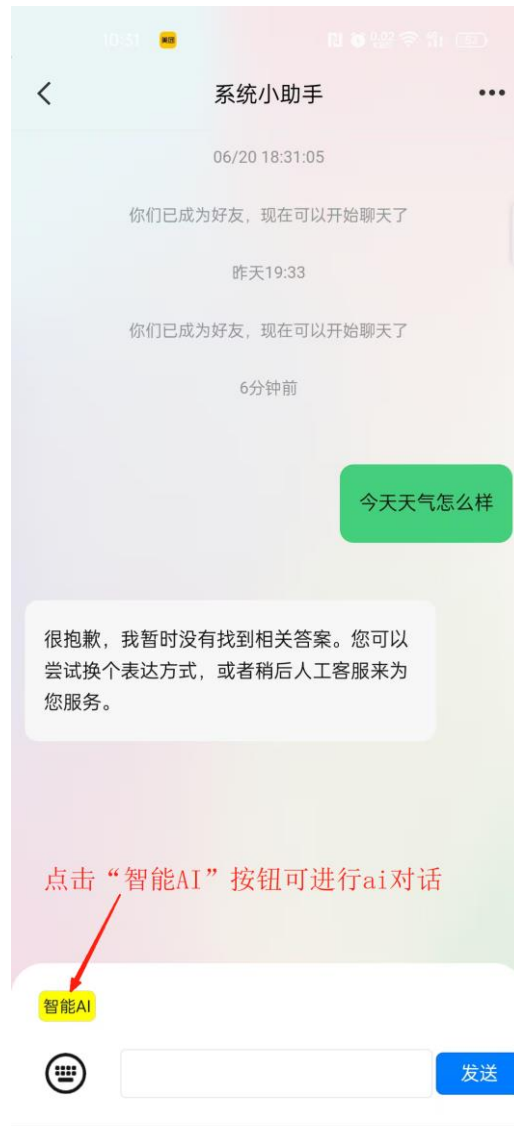 10:31
美团
系统小助手
06/20 18:31:05
你们已成为好友，现在可以开始聊天了
昨天19:33
你们已成为好友，现在可以开始聊天了
6分钟前
今天天气怎么样
很抱歉，我暂时没有找到相关答案。您可以
尝试换个表达方式，或者稍后人工客服来为
您服务。
点击“智能AI”按钮可进行ai对话
智能AI
发送